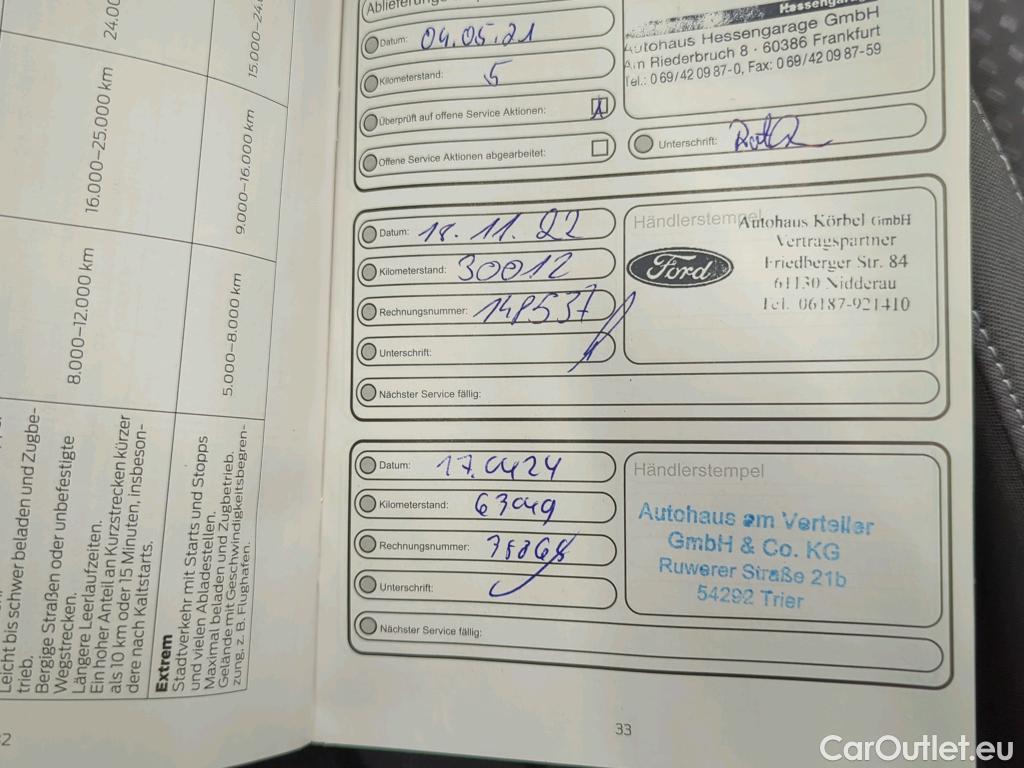 24.00
15.000–24.0
16.000–25.000 km
9.000–16.000 km
8.000–12.000 km
5.000–8.000 km
Leicht bis schwer beladen und Zugbe-
trieb.
Bergige Straßen oder unbefestigte
Wegstrecken.
Längere Leerlaufzeiten.
Ein hoher Anteil an Kurzstrecken kürzer
als 10 km oder 15 Minuten, insbeson-
dere nach Kaltstarts.
Extrem
Stadtverkehr mit Starts und Stopps
und vielen Abladestellen.
Maximal beladen und Zugbetrieb.
Gelände mit Geschwindigkeitsbegren-
zung, z. B. Flughafen.
Datum: 04.05.21
Kilometerstand: 5
Überprüft auf offene Service Aktionen:
Offene Service Aktionen abgearbeitet:
Hessengarage
Autohaus Hessengarage GmbH
Am Riederbruch 8 · 60386 Frankfurt
Tel.: 0 69/42 09 87-0, Fax: 0 69/42 09 87-59
Unterschrift:
Datum: 18.11.22
Kilometerstand: 30012
Rechnungsnummer: 148537
Unterschrift:
Nächster Service fällig:
Händlerstempel
Ford
Autohaus Körbel GmbH
Vertragspartner
Friedberger Str. 84
61130 Nidderau
Tel. 06187-921410
Datum: 17.0424
Kilometerstand: 63049
Rechnungsnummer:
Unterschrift:
Nächster Service fällig:
Händlerstempel
Autohaus am Verteiler
GmbH & Co. KG
Ruwerer Straße 21b
54292 Trier
33
CarOutlet.eu